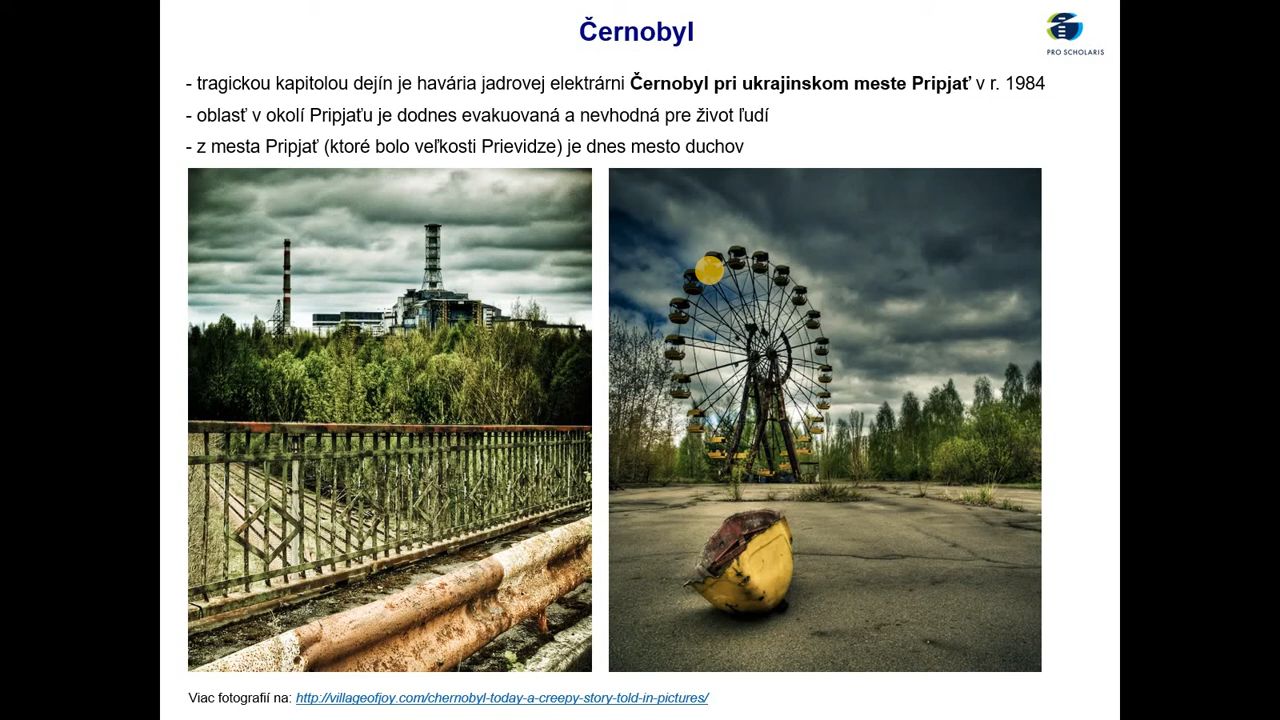 Černobyl
PRO SCHOLARIS
- tragickou kapitolou dejín je havária jadrovej elektrárni Černobyl pri ukrajinskom meste Pripjať v r. 1984
- oblasť v okolí Pripjaťu je dodnes evakuovaná a nevhodná pre život ľudí
- z mesta Pripjať (ktoré bolo veľkosti Prievidze) je dnes mesto duchov
Viac fotografií na: http://villageofjoy.com/chernobyl-today-a-creepy-story-told-in-pictures/